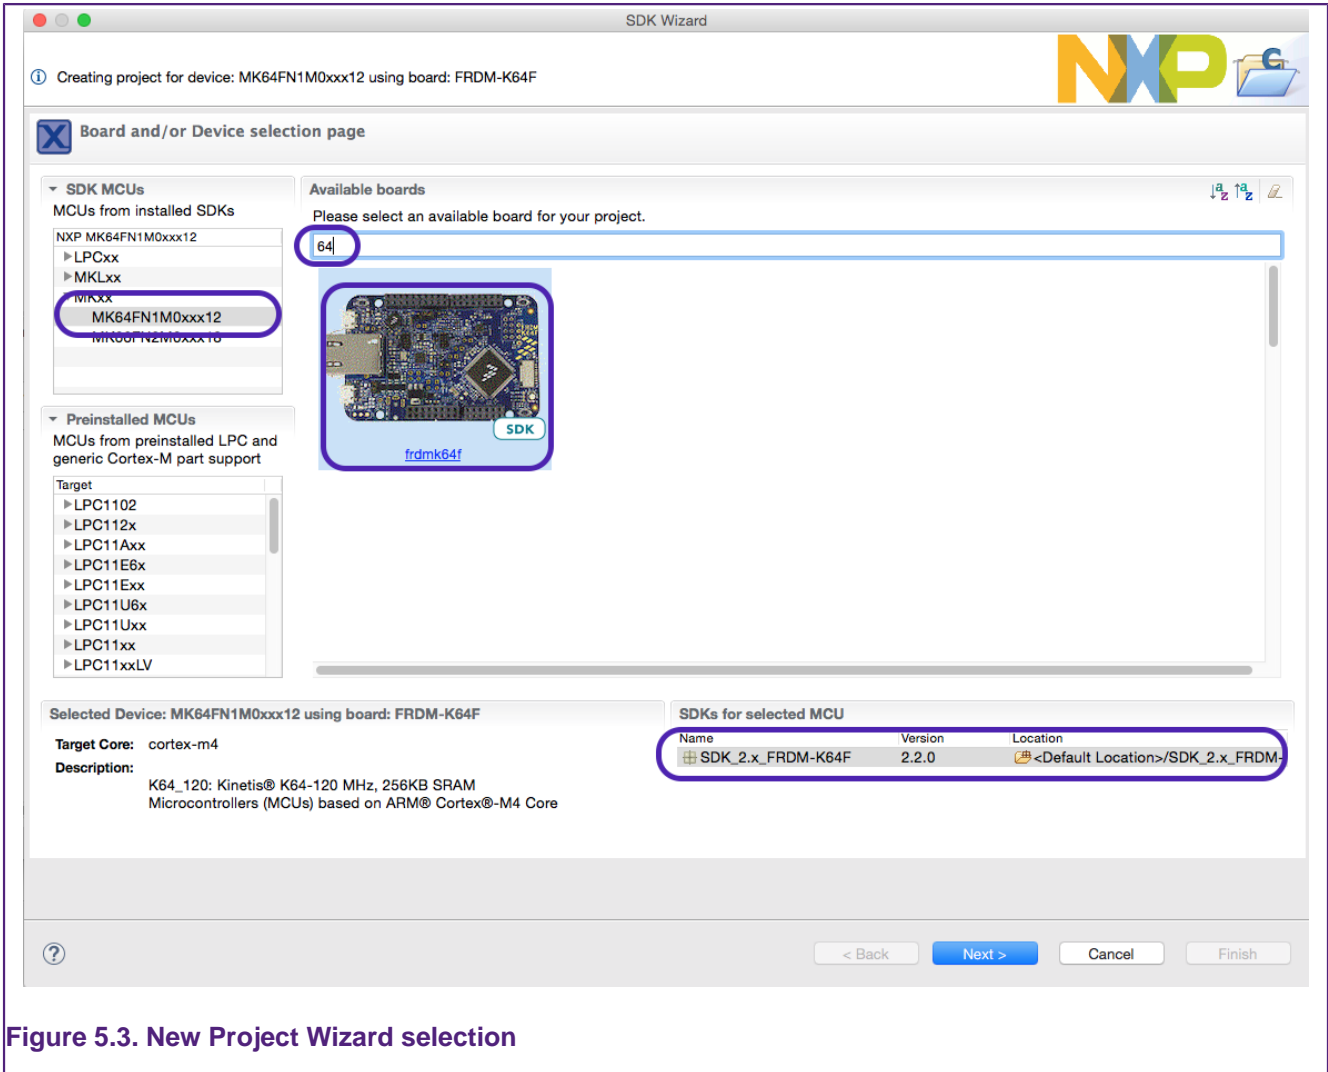 SDK Wizard
Creating project for device: MK64FN1M0xxx12 using board: FRDM-K64F
NXP
Board and/or Device selection page
SDK MCUs
MCUs from installed SDKs
NXP MK64FN1M0xxx12
LPCxx
MKLxx
MKxx
MK64FN1M0xxx12
MK66FN2M0xxx18
Preinstalled MCUs
MCUs from preinstalled LPC and
generic Cortex-M part support
Target
LPC1102
LPC112x
LPC11Axx
LPC11E6x
LPC11Exx
LPC11U6x
LPC11Uxx
LPC11xx
LPC11xxLV
Available boards
Please select an available board for your project.
64
FRDM
K64F
SDK
frdmk64f
Selected Device: MK64FN1M0xxx12 using board: FRDM-K64F
Target Core: cortex-m4
Description:
K64_120: Kinetis® K64-120 MHz, 256KB SRAM
Microcontrollers (MCUs) based on ARM® Cortex®-M4 Core
SDKs for selected MCU
Name Version Location
SDK_2.x_FRDM-K64F 2.2.0 <Default Location>/SDK_2.x_FRDM-
< Back Next > Cancel Finish
Figure 5.3. New Project Wizard selection